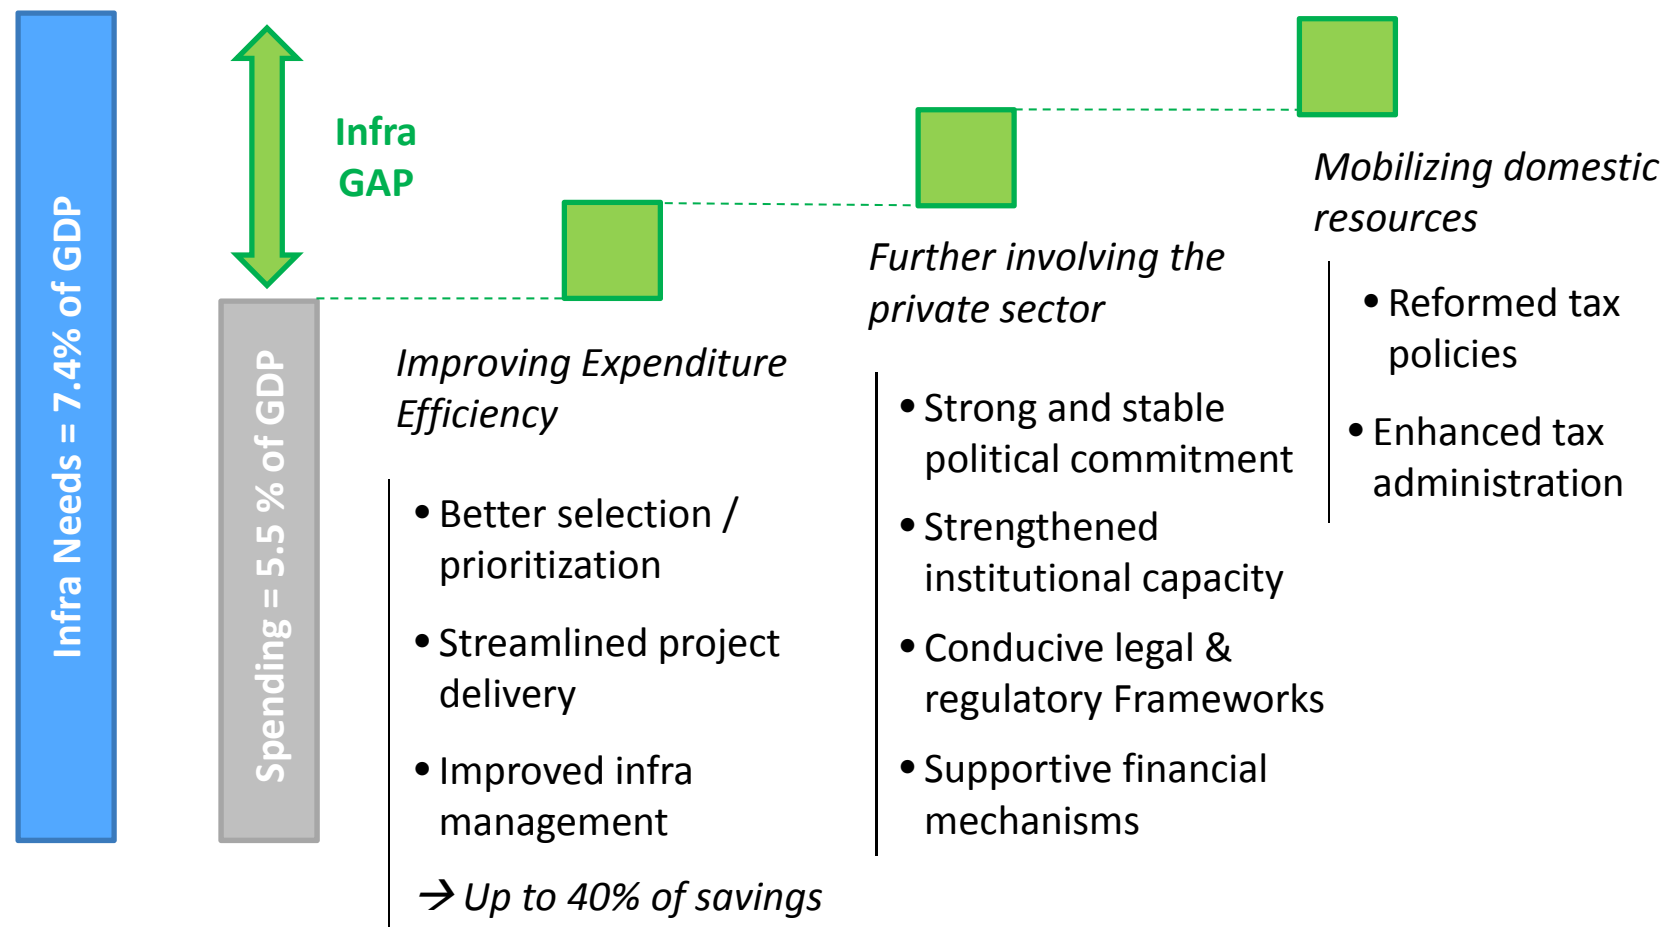 Infra Needs = 7.4% of GDP
Spending = 5.5 % of GDP
Infra
GAP
Improving Expenditure
Efficiency
• Better selection /
prioritization
• Streamlined project
delivery
• Improved infra
management
→ Up to 40% of savings
Further involving the
private sector
• Strong and stable
political commitment
• Strengthened
institutional capacity
• Conducive legal &
regulatory Frameworks
• Supportive financial
mechanisms
Mobilizing domestic
resources
• Reformed tax
policies
• Enhanced tax
administration